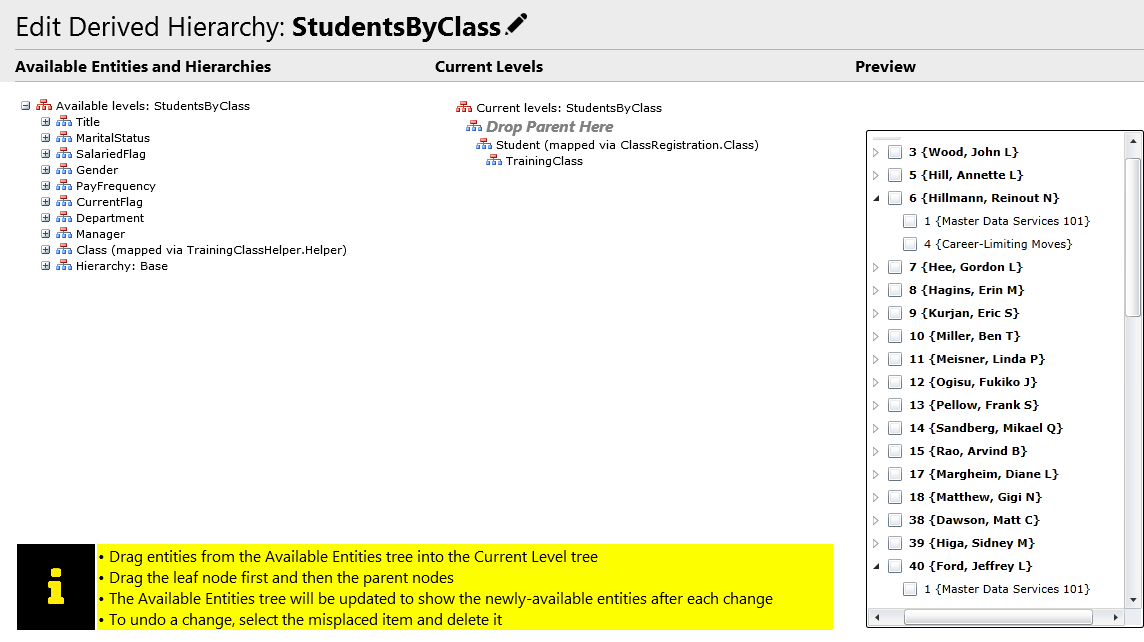 Edit Derived Hierarchy: StudentsByClass
Available Entities and Hierarchies
Current Levels
Preview
Available levels: StudentsByClass
Title
MaritalStatus
SalariedFlag
Gender
PayFrequency
CurrentFlag
Department
Manager
Class (mapped via TrainingClassHelper.Helper)
Hierarchy: Base
Current levels: StudentsByClass
Drop Parent Here
Student (mapped via ClassRegistration.Class)
TrainingClass
3 {Wood, John L}
5 {Hill, Annette L}
6 {Hillmann, Reinout N}
1 {Master Data Services 101}
4 {Career-Limiting Moves}
7 {Hee, Gordon L}
8 {Hagins, Erin M}
9 {Kurjan, Eric S}
10 {Miller, Ben T}
11 {Meisner, Linda P}
12 {Ogisu, Fukiko J}
13 {Pellow, Frank S}
14 {Sandberg, Mikael Q}
15 {Rao, Arvind B}
17 {Margheim, Diane L}
18 {Matthew, Gigi N}
38 {Dawson, Matt C}
39 {Higa, Sidney M}
40 {Ford, Jeffrey L}
1 {Master Data Services 101}
• Drag entities from the Available Entities tree into the Current Level tree
• Drag the leaf node first and then the parent nodes
• The Available Entities tree will be updated to show the newly-available entities after each change
• To undo a change, select the misplaced item and delete it